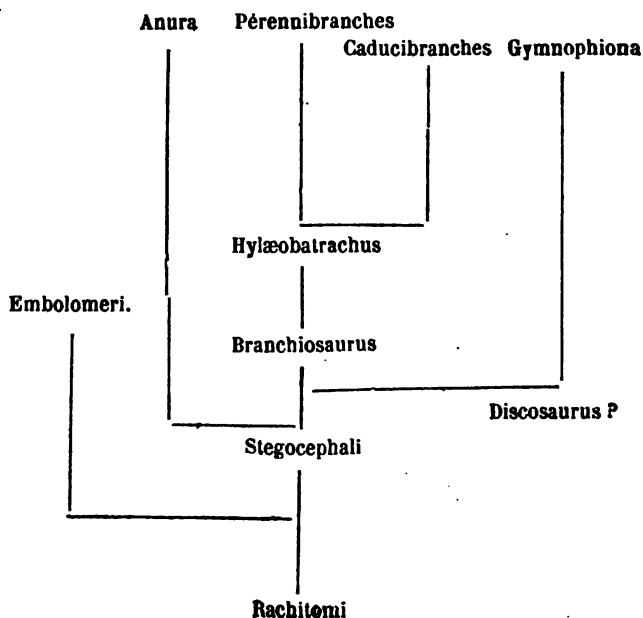 Anura Pérennibranches
Caducibranches Gymnophiona
Hylæobatrachus
Embolomeri.
Branchiosaurus
Discosaurus ?
Stegocephali
Rachitomi